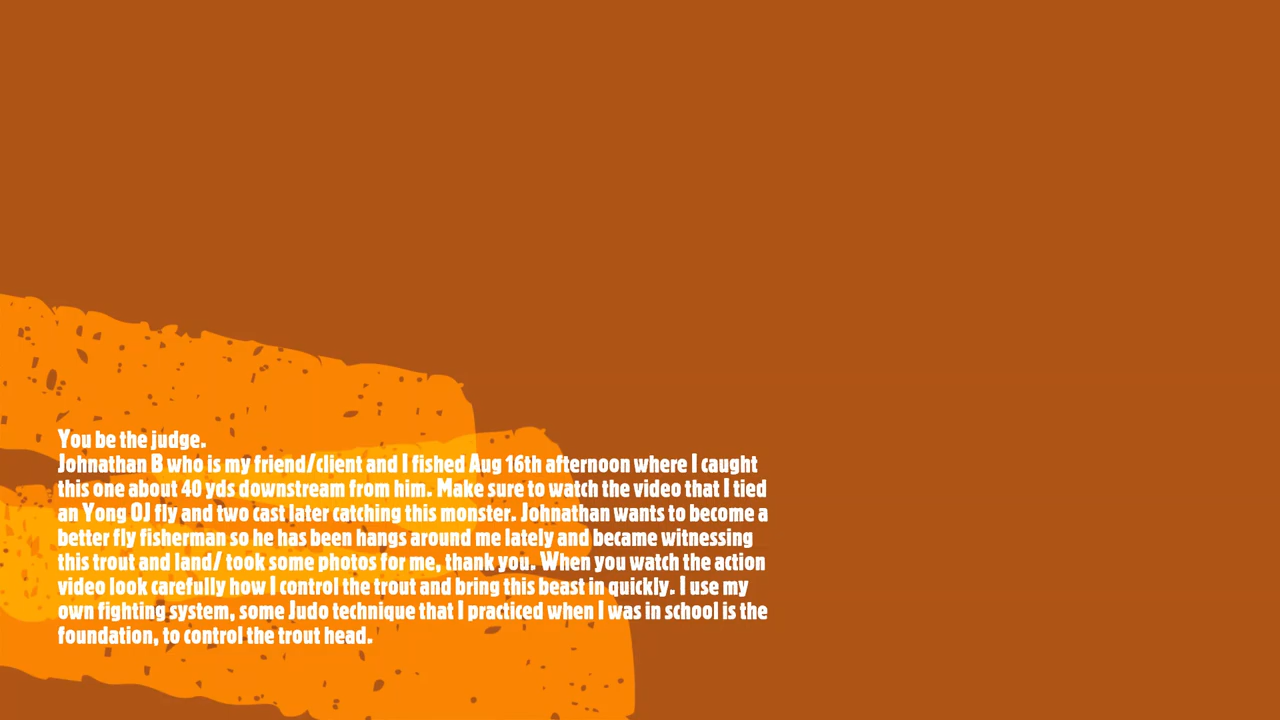 You be the judge.
Johnathan B who is my friend/client and I fished Aug 16th afternoon where I caught
this one about 40 yds downstream from him. Make sure to watch the video that I tied
an Yong OJ fly and two cast later catching this monster. Johnathan wants to become a
better fly fisherman so he has been hangs around me lately and became witnessing
this trout and land/ took some photos for me, thank you. When you watch the action
video look carefully how I control the trout and bring this beast in quickly. I use my
own fighting system, some Judo technique that I practiced when I was in school is the
foundation, to control the trout head.